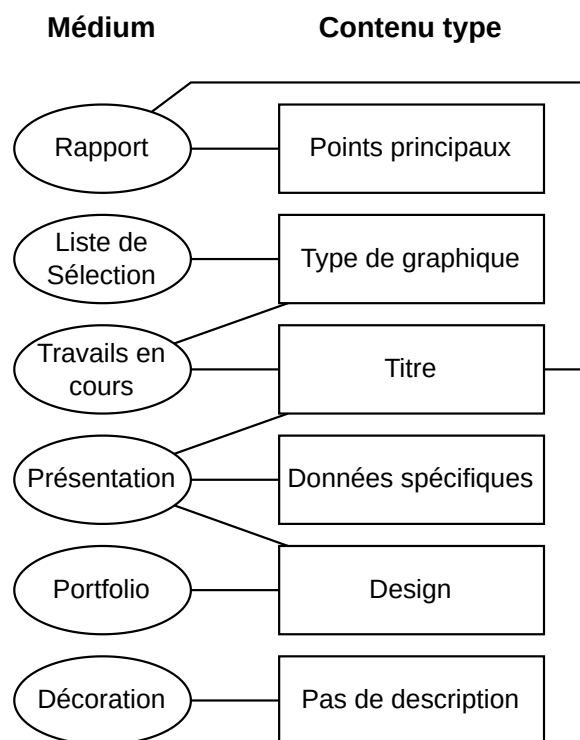 Médium
Contenu type
Rapport
Points principaux
Liste de
Sélection
Type de graphique
Travails en
cours
Titre
Présentation
Données spécifiques
Portfolio
Design
Décoration
Pas de description